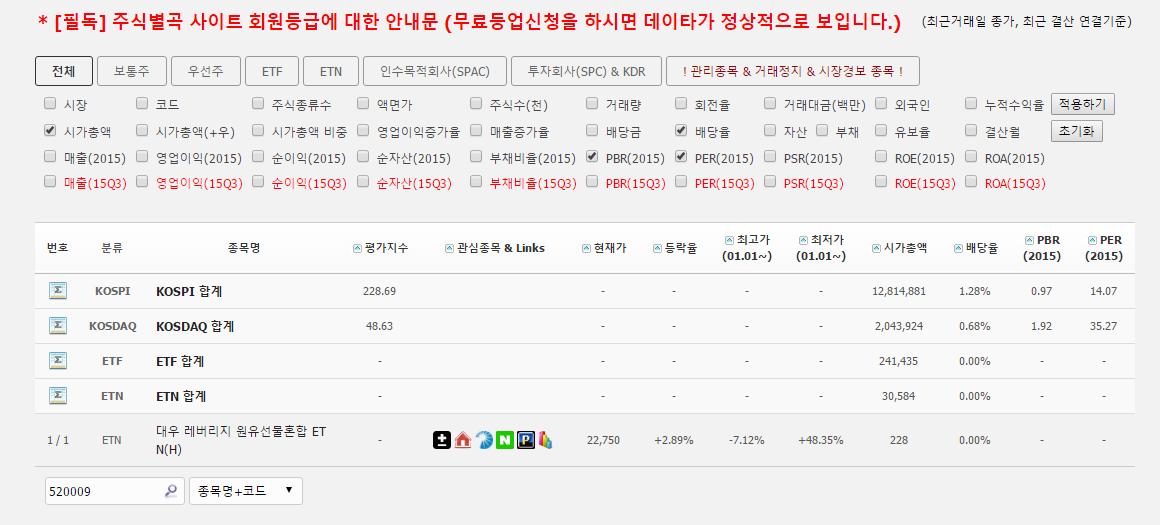 * [필독] 주식별곡 사이트 회원등급에 대한 안내문 (무료등업신청을 하시면 데이타가 정상적으로 보입니다.) (최근거래일 종가, 최근 결산 연결기준)
전체 보통주 우선주 ETF ETN 인수목적회사(SPAC) 투자회사(SPC) & KDR ! 관리종목 & 거래정지 & 시장경보 종목 !
시장 코드 주식종류수 액면가 주식수(천) 거래량 회전율 거래대금(백만) 외국인 누적수익율 적용하기
시가총액 시가총액(+우) 시가총액 비중 영업이익증가율 매출증가율 배당금 배당율 자산 부채 유보율 결산월 초기화
매출(2015) 영업이익(2015) 순이익(2015) 순자산(2015) 부채비율(2015) PBR(2015) PER(2015) PSR(2015) ROE(2015) ROA(2015)
매출(15Q3) 영업이익(15Q3) 순이익(15Q3) 순자산(15Q3) 부채비율(15Q3) PBR(15Q3) PER(15Q3) PSR(15Q3) ROE(15Q3) ROA(15Q3)
번호 분류 종목명 평가지수 관심종목 & Links 현재가 등락율 최고가 (01.01~) 최저가 (01.01~) 시가총액 배당율 PBR (2015) PER (2015)
Σ KOSPI KOSPI 합계 228.69 - - - - 12,814,881 1.28% 0.97 14.07
Σ KOSDAQ KOSDAQ 합계 48.63 - - - - 2,043,924 0.68% 1.92 35.27
Σ ETF ETF 합계 - - - - - 241,435 0.00% - -
Σ ETN ETN 합계 - - - - - 30,584 0.00% - -
1 / 1 ETN 대우 레버리지 원유선물혼합 ET - ± N P 22,750 +2.89% -7.12% +48.35% 228 0.00% - -
N(H)
520009 종목명+코드 ▼